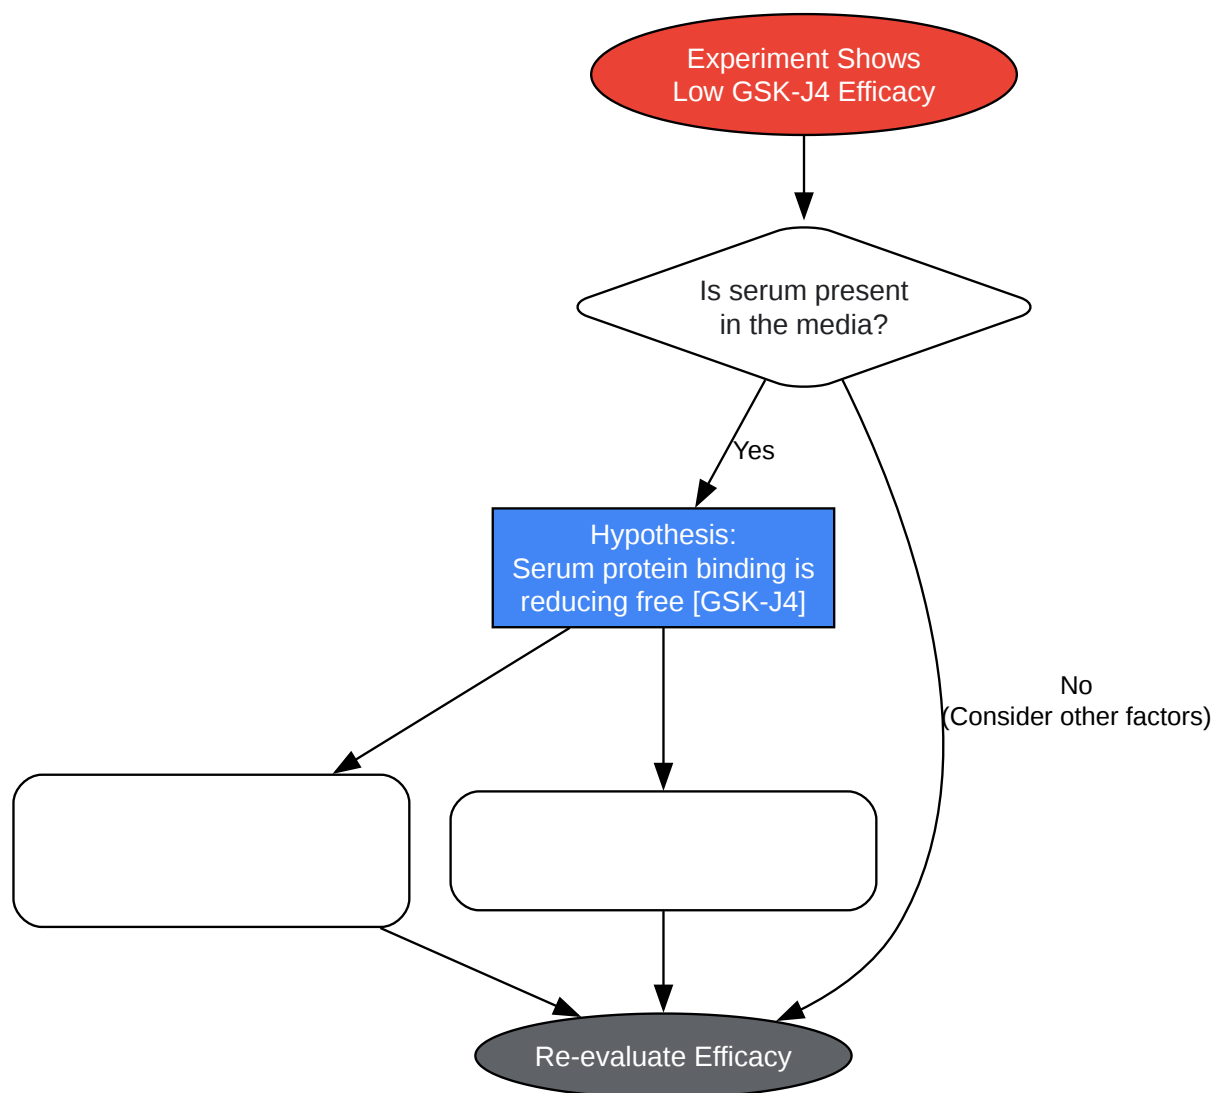 Experiment Shows
Low GSK-J4 Efficacy
Is serum present
in the media?
Yes
Hypothesis:
Serum protein binding is
reducing free [GSK-J4]
No
(Consider other factors)
Re-evaluate Efficacy